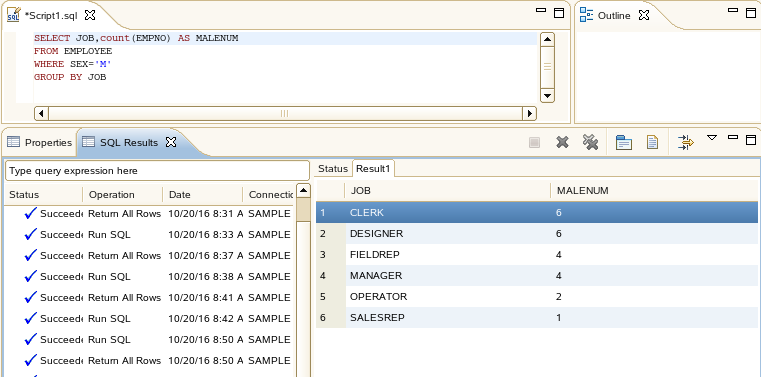 *Script1.sql
Outline
SELECT JOB,count(EMPNO) AS MALENUM
FROM EMPLOYEE
WHERE SEX='M'
GROUP BY JOB
Properties SQL Results
Type query expression here
Status Operation Date Connectic
Succeede Return All Rows 10/20/16 8:31 A SAMPLE
Succeede Run SQL 10/20/16 8:33 A SAMPLE
Succeede Return All Rows 10/20/16 8:37 A SAMPLE
Succeede Run SQL 10/20/16 8:38 A SAMPLE
Succeede Return All Rows 10/20/16 8:41 A SAMPLE
Succeede Run SQL 10/20/16 8:42 A SAMPLE
Succeede Run SQL 10/20/16 8:50 A SAMPLE
Succeede Return All Rows 10/20/16 8:50 A SAMPLE
Status Result1
JOB MALENUM
1 CLERK 6
2 DESIGNER 6
3 FIELDREP 4
4 MANAGER 4
5 OPERATOR 2
6 SALESREP 1